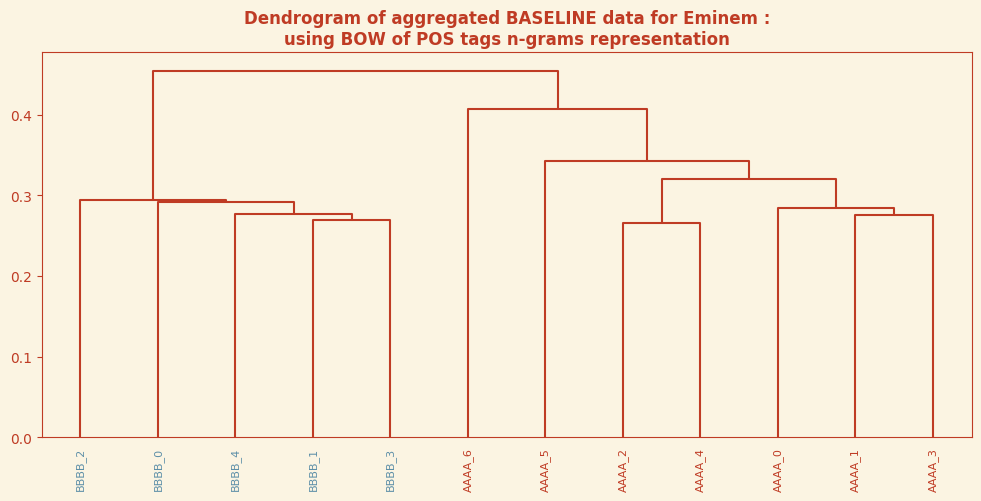 Dendrogram of aggregated BASELINE data for Eminem :
using BOW of POS tags n-grams representation
0.4
0.3
0.2
0.1
0.0
BBBB_2
BBBB_0
BBBB_4
BBBB_1
BBBB_3
AAAA_6
AAAA_5
AAAA_2
AAAA_4
AAAA_0
AAAA_1
AAAA_3